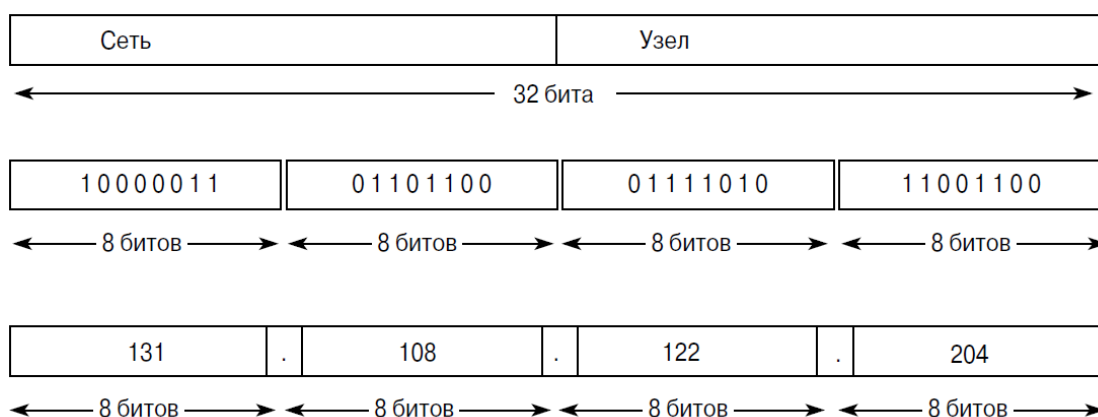 Сеть Узел
32 бита
10000011 01101100 01111010 11001100
8 битов 8 битов 8 битов 8 битов
131 . 108 . 122 . 204
8 битов 8 битов 8 битов 8 битов